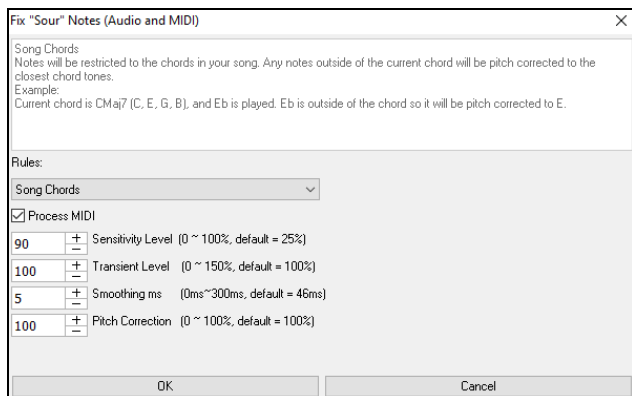 Fix "Sour" Notes (Audio and MIDI)
Song Chords
Notes will be restricted to the chords in your song. Any notes outside of the current chord will be pitch corrected to the
closest chord tones.
Example:
Current chord is CMaj7 (C, E, G, B), and Eb is played. Eb is outside of the chord so it will be pitch corrected to E.
Rules:
Song Chords
Process MIDI
90 Sensitivity Level (0 ~ 100%, default = 25%)
100 Transient Level (0 ~ 150%, default = 100%)
5 Smoothing ms (0ms~300ms, default = 46ms)
100 Pitch Correction (0 ~ 100%, default = 100%)
OK Cancel